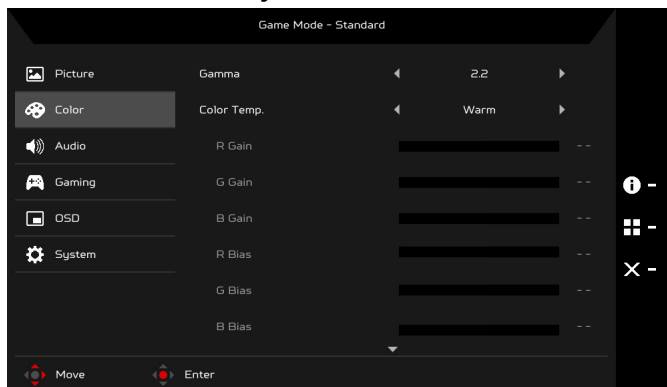 Game Mode - Standard
Picture Gamma 2.2
Color Color Temp. Warm
Audio R Gain --
Gaming G Gain --
OSD B Gain --
System R Bias --
G Bias --
B Bias --
Move Enter